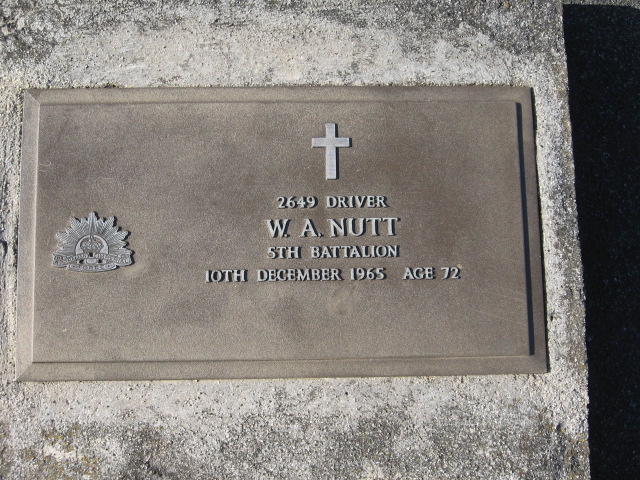 2649 DRIVER
W. A. NUTT
5TH BATTALION
10TH DECEMBER 1965 AGE 72